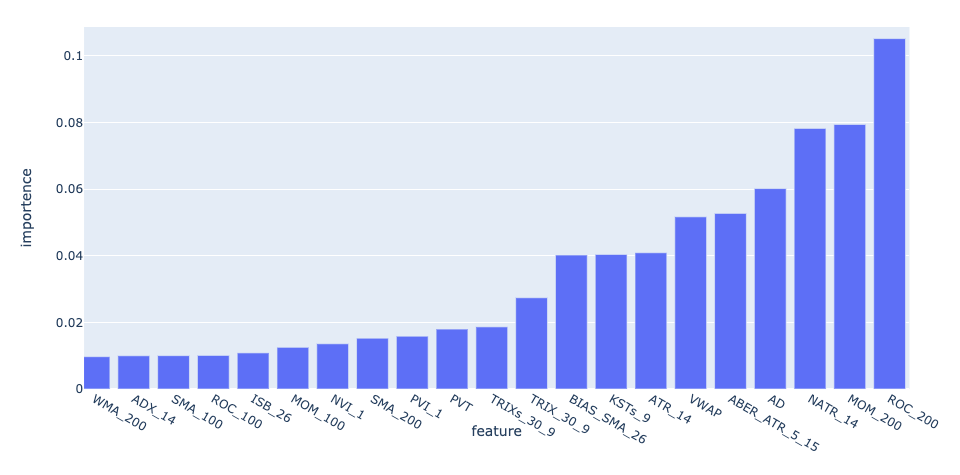 0.1
0.08
0.06
0.04
0.02
0
importence
WMA_200
ADX_14
SMA_100
ROC_100
ISB_26
MOM_100
NVI_1
SMA_200
PVI_1
PVT
TRIXs_30_9
TRIX_30_9
BIAS_SMA_26
KSTs_9
ATR_14
VWAP
ABER_ATR_5_15
AD
NATR_14
MOM_200
ROC_200
feature